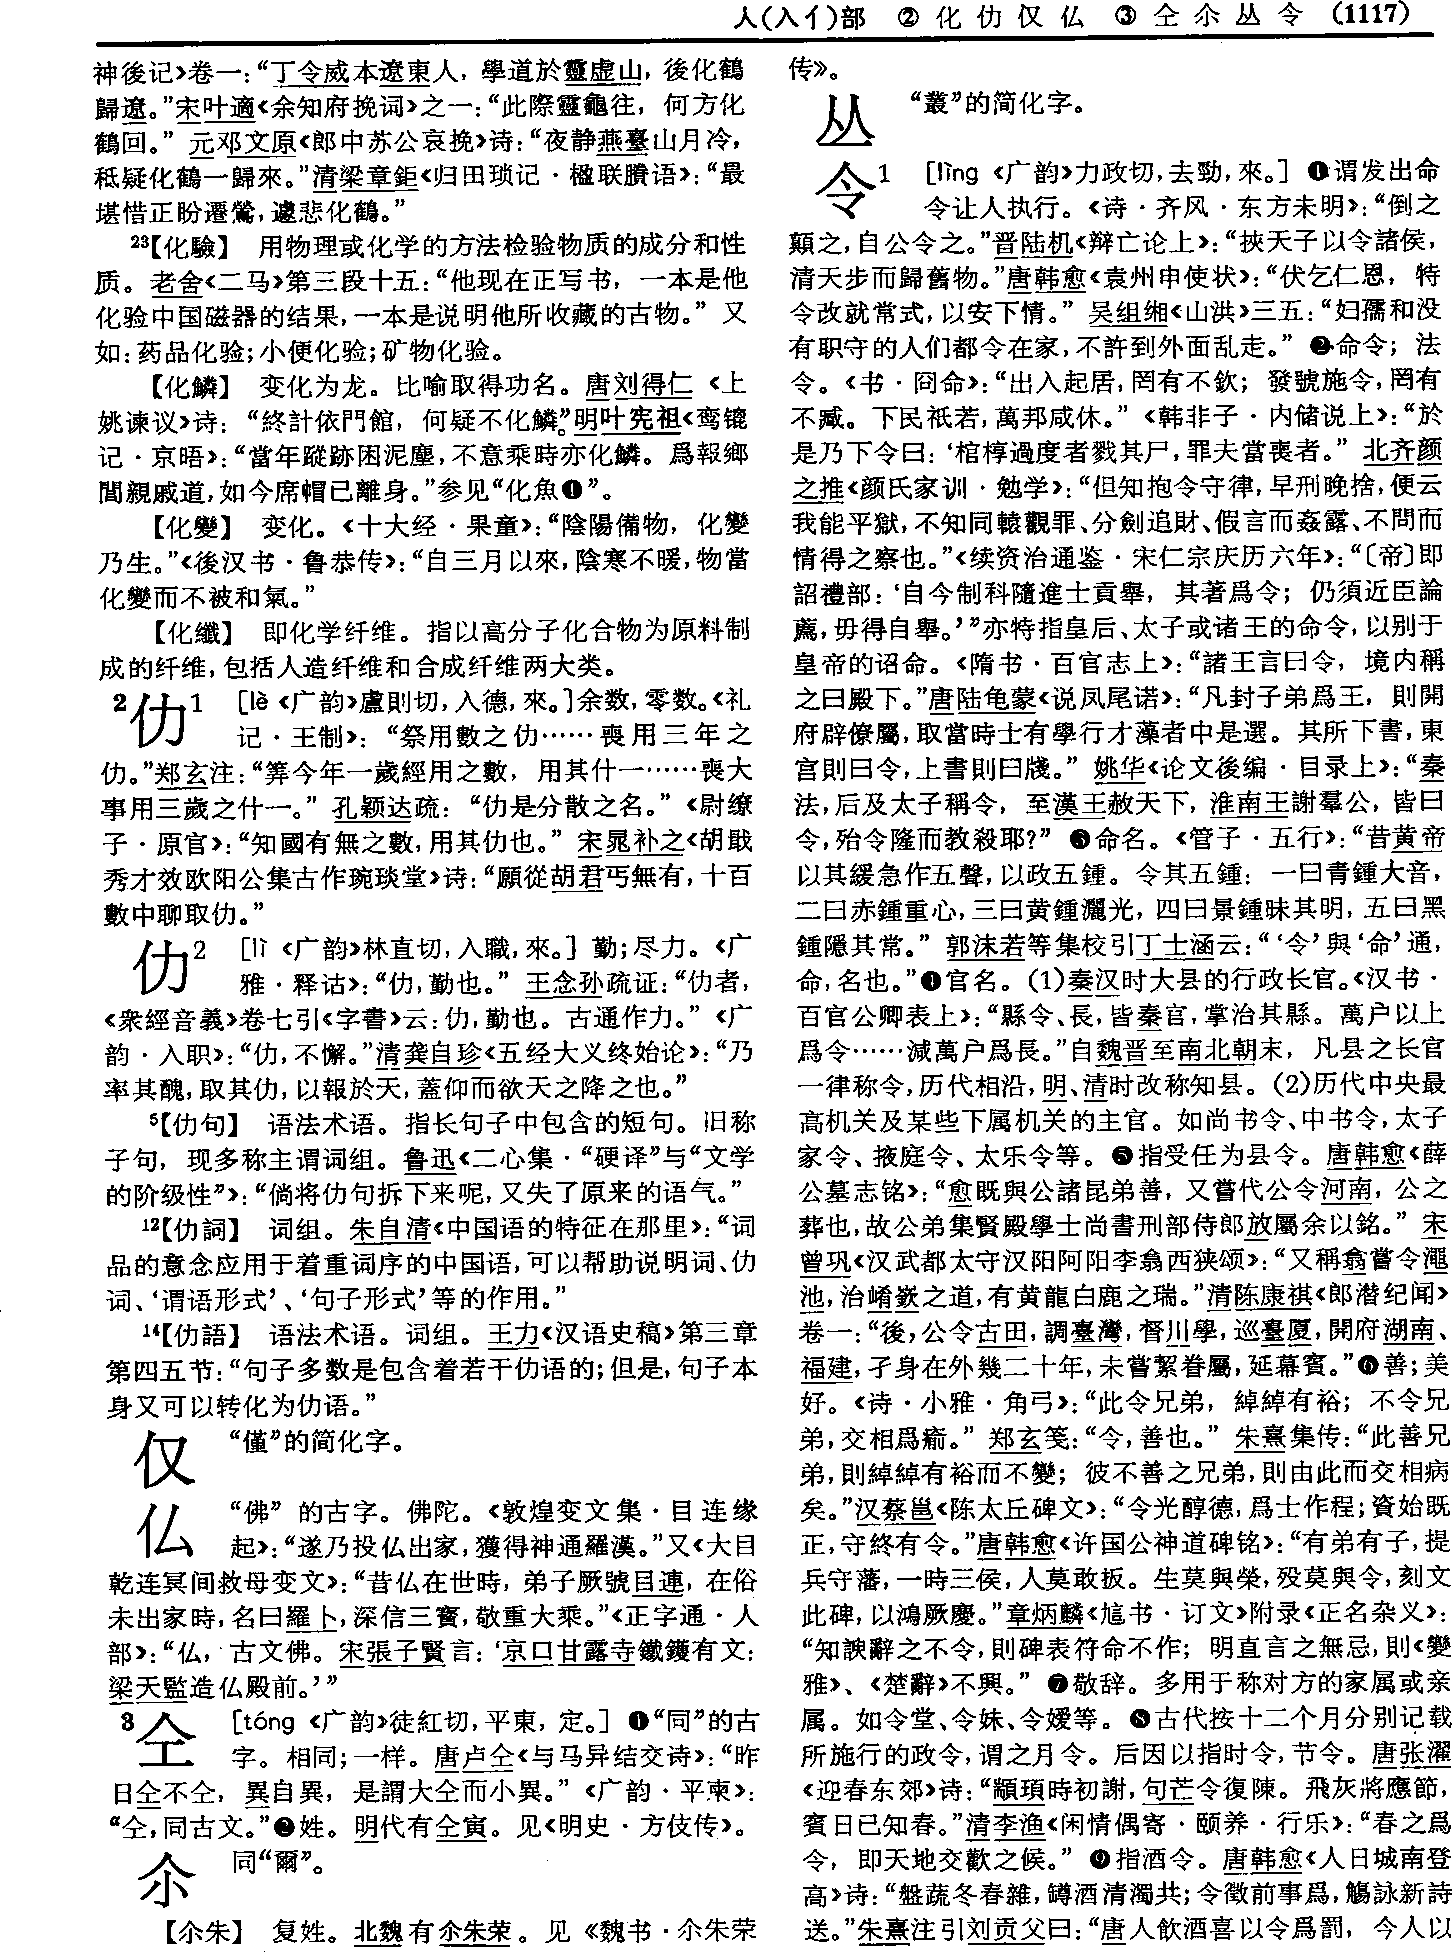 人(入亻)部 ② 化仂仅仏 ③ 仝尒丛令 (1117)
神後记》卷一：“丁令威本遼東人，學道於靈虚山，後化鶴
歸遼。”宋叶適《余知府挽词》之一：“此際靈龜往，何方化
鶴回。” 元邓文原《郎中苏公哀挽》诗：“夜静燕臺山月冷，
秪疑化鶴一歸來。”清梁章鉅《归田琐记·楹联賸语》：“最
堪惜正盼遷鶯，遽悲化鶴。”
23【化驗】 用物理或化学的方法检验物质的成分和性
质。老舍《二马》第三段十五：“他现在正写书，一本是他
化验中国磁器的结果，一本是说明他所收藏的古物。” 又
如：药品化验；小便化验；矿物化验。
【化鱗】 变化为龙。比喻取得功名。唐刘得仁《上
姚谏议》诗：“終計依門館，何疑不化鱗。”明叶宪祖《鸾鎞
记·京晤》：“當年蹤跡困泥塵，不意乘時亦化鱗。爲報鄉
間親戚道，如今席帽已離身。”参见“化魚❶”。
【化變】 变化。《十大经·果童》：“陰陽備物，化變
乃生。”《後汉书·鲁恭传》：“自三月以來，陰寒不暖，物當
化變而不被和氣。”
【化纖】 即化学纤维。指以高分子化合物为原料制
成的纤维，包括人造纤维和合成纤维两大类。
2仂1 [lè《广韵》盧則切，入德，來。]余数，零数。《礼
记·王制》：“祭用數之仂……喪用三年之
仂。”郑玄注：“筭今年一歲經用之數，用其什一……喪大
事用三歲之什一。” 孔颖达疏：“仂是分散之名。”《尉缭
子·原官》：“知國有無之數，用其仂也。” 宋晁补之《胡戢
秀才效欧阳公集古作琬琰堂》诗：“願從胡君丐無有，十百
數中聊取仂。”
仂2 [lì《广韵》林直切，入職，來。] 勤；尽力。《广
雅·释诂》：“仂，勤也。” 王念孙疏证：“仂者，
《衆經音義》卷七引《字書》云：仂，勤也。古通作力。”《广
韵·入职》：“仂，不懈。”清龚自珍《五经大义终始论》：“乃
率其醜，取其仂，以報於天，蓋仰而欲天之降之也。”
5【仂句】 语法术语。指长句子中包含的短句。旧称
子句，现多称主谓词组。鲁迅《二心集·“硬译”与“文学
的阶级性”》：“倘将仂句拆下来呢，又失了原来的语气。”
12【仂詞】 词组。朱自清《中国语的特征在那里》：“词
品的意念应用于着重词序的中国语，可以帮助说明词、仂
词、‘谓语形式’、‘句子形式’等的作用。”
14【仂語】 语法术语。词组。王力《汉语史稿》第三章
第四五节：“句子多数是包含着若干仂语的；但是，句子本
身又可以转化为仂语。”
仅 “僅”的简化字。
仏 “佛” 的古字。佛陀。《敦煌变文集·目连缘
起》：“遂乃投仏出家，獲得神通羅漢。”又《大目
乾连冥间救母变文》：“昔仏在世時，弟子厥號目連，在俗
未出家時，名曰羅卜，深信三寶，敬重大乘。”《正字通·人
部》：“仏，古文佛。宋張子賢言：‘京口甘露寺鐵鑊有文：
梁天監造仏殿前。’”
3仝 [tóng《广韵》徒紅切，平東，定。] ❶“同”的古
字。相同；一样。唐卢仝《与马异结交诗》：“昨
日仝不仝，異自異，是謂大仝而小異。”《广韵·平東》：
“仝，同古文。”❷姓。明代有仝寅。见《明史·方伎传》。
尒 同“爾”。
【尒朱】 复姓。北魏有尒朱荣。见《魏书·尒朱荣
传》。
丛 “叢”的简化字。
令1 [lìng《广韵》力政切，去勁，來。] ❶谓发出命
令让人执行。《诗·齐风·东方未明》：“倒之
顛之，自公令之。”晋陆机《辩亡论上》：“挾天子以令諸侯，
清天步而歸舊物。”唐韩愈《袁州申使状》：“伏乞仁恩，特
令改就常式，以安下情。” 吴组缃《山洪》三五：“妇孺和没
有职守的人们都令在家，不許到外面乱走。” ❷命令；法
令。《书·冏命》：“出入起居，罔有不欽；發號施令，罔有
不臧。下民祇若，萬邦咸休。”《韩非子·内储说上》：“於
是乃下令曰：‘棺椁過度者戮其尸，罪夫當喪者。” 北齐颜
之推《颜氏家训·勉学》：“但知抱令守律，早刑晚捨，便云
我能平獄，不知同轅觀罪、分劍追財、假言而姦露、不問而
情得之察也。”《续资治通鉴·宋仁宗庆历六年》：“〔帝〕即
詔禮部：‘自今制科隨進士貢舉，其著爲令；仍須近臣論
薦，毋得自舉。’”亦特指皇后、太子或诸王的命令，以别于
皇帝的诏命。《隋书·百官志上》：“諸王言曰令，境内稱
之曰殿下。”唐陆龟蒙《说凤尾诺》：“凡封子弟爲王，則開
府辟僚屬，取當時士有學行才藻者中是選。其所下書，東
宫則曰令，上書則曰牋。” 姚华《论文後编·目录上》：“秦
法，后及太子稱令，至漢王赦天下，淮南王謝羣公，皆曰
令，殆令隆而教殺耶？” ❸命名。《管子·五行》：“昔黄帝
以其緩急作五聲，以政五鍾。令其五鍾：一曰青鍾大音，
二曰赤鍾重心，三曰黄鍾灑光，四曰景鍾昧其明，五曰黑
鍾隱其常。” 郭沫若等集校引丁士涵云：“‘令’與‘命’通，
命，名也。”❹官名。(1)秦汉时大县的行政长官。《汉书·
百官公卿表上》：“縣令、長，皆秦官，掌治其縣。萬户以上
爲令……減萬户爲長。”自魏晋至南北朝末，凡县之长官
一律称令，历代相沿，明、清时改称知县。(2)历代中央最
高机关及某些下属机关的主官。如尚书令、中书令，太子
家令、掖庭令、太乐令等。❺指受任为县令。唐韩愈《薛
公墓志铭》：“愈既與公諸昆弟善，又嘗代公令河南，公之
葬也，故公弟集賢殿學士尚書刑部侍郎放屬余以銘。” 宋
曾巩《汉武都太守汉阳阿阳李翕西狭颂》：“又稱翕嘗令澠
池，治崤嶔之道，有黄龍白鹿之瑞。”清陈康祺《郎潜纪闻》
卷一：“後，公令古田，調臺灣，督川學，巡臺厦，開府湖南、
福建，孑身在外幾二十年，未嘗絜眷屬，延幕賓。”❻善；美
好。《诗·小雅·角弓》：“此令兄弟，綽綽有裕；不令兄
弟，交相爲瘉。” 郑玄笺：“令，善也。” 朱熹集传：“此善兄
弟，則綽綽有裕而不變；彼不善之兄弟，則由此而交相病
矣。”汉蔡邕《陈太丘碑文》：“令光醇德，爲士作程；資始既
正，守終有令。”唐韩愈《许国公神道碑铭》：“有弟有子，提
兵守藩，一時三侯，人莫敢扳。生莫與榮，殁莫與令，刻文
此碑，以鴻厥慶。”章炳麟《訄书·订文》附录《正名杂义》：
“知諛辭之不令，則碑表符命不作；明直言之無忌，則《變
雅》、《楚辭》不興。” ❼敬辞。多用于称对方的家属或亲
属。如令堂、令妹、令嫒等。❽古代按十二个月分别记载
所施行的政令，谓之月令。后因以指时令，节令。唐张濯
《迎春东郊》诗：“顓頊時初謝，句芒令復陳。飛灰將應節，
賓日已知春。”清李渔《闲情偶寄·颐养·行乐》：“春之爲
令，即天地交歡之候。” ❾指酒令。唐韩愈《人日城南登
高》诗：“盤蔬冬春雜，罇酒清濁共；令徵前事爲，觴詠新詩
送。”朱熹注引刘贡父曰：“唐人飲酒喜以令爲罰，今人以